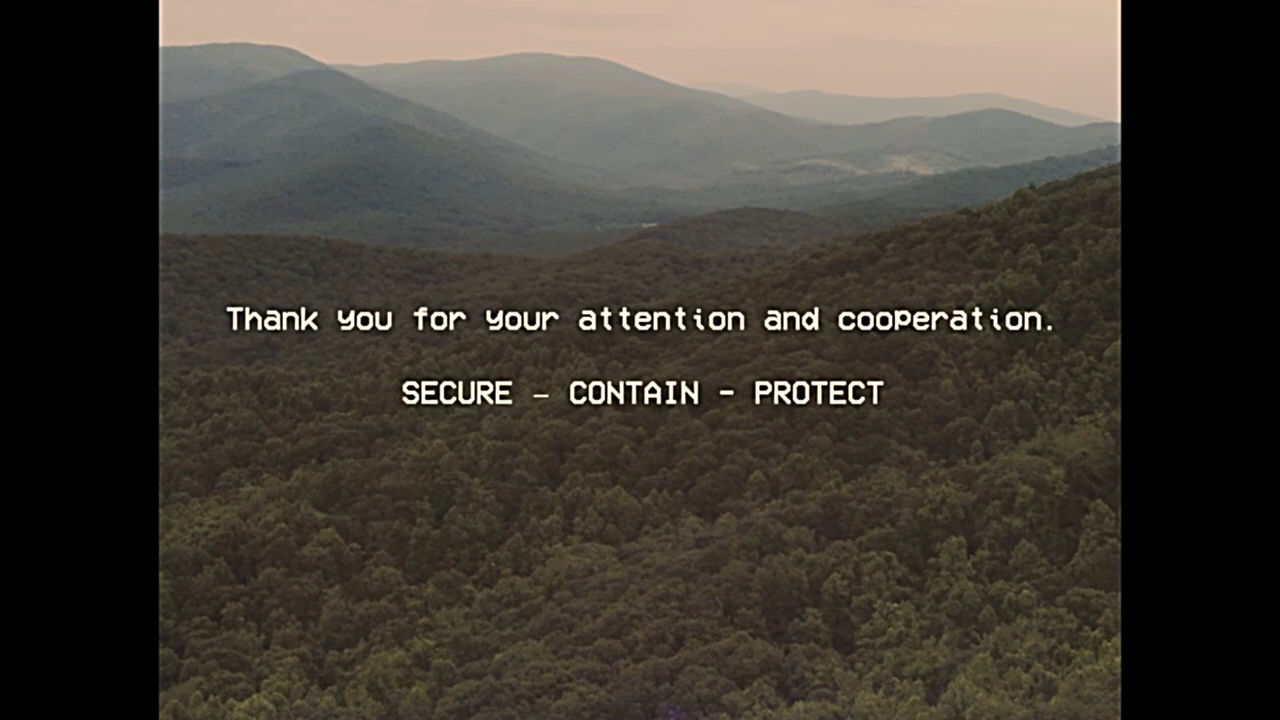 Thank you for your attention and cooperation.
SECURE – CONTAIN - PROTECT